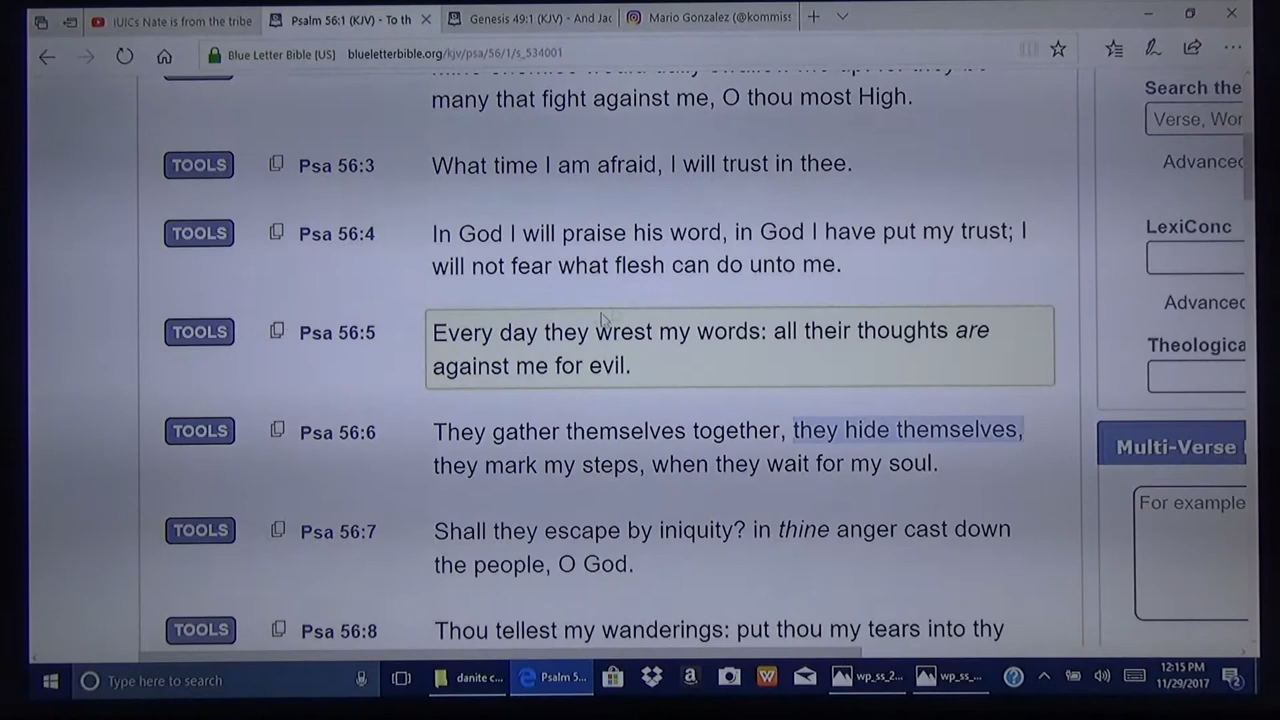 IUICs Nate is from the tribe
Psalm 56:1 (KJV) - To th
Genesis 49:1 (KJV) - And Jac
Mario Gonzalez (@kommiss
Blue Letter Bible [US]
blueletterbible.org/kjv/psa/56/1/s_534001
many that fight against me, O thou most High.
TOOLS
Psa 56:3
What time I am afraid, I will trust in thee.
TOOLS
Psa 56:4
In God I will praise his word, in God I have put my trust; I
will not fear what flesh can do unto me.
TOOLS
Psa 56:5
Every day they wrest my words: all their thoughts are
against me for evil.
TOOLS
Psa 56:6
They gather themselves together, they hide themselves,
they mark my steps, when they wait for my soul.
TOOLS
Psa 56:7
Shall they escape by iniquity? in thine anger cast down
the people, O God.
TOOLS
Psa 56:8
Thou tellest my wanderings: put thou my tears into thy
Search the
Verse, Wor
Advanced
LexiConc
Advanced
Theologica
Multi-Verse
For example
Type here to search
danite c...
Psalm 5...
wp_ss_2...
wp_ss_...
12:15 PM
11/29/2017